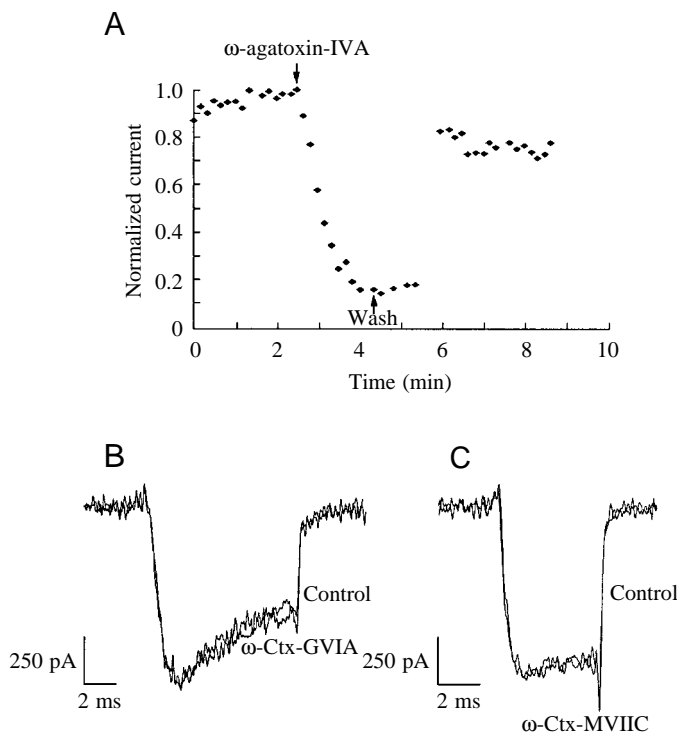 A
ω-agatoxin-IVA
1.0
0.8
0.6
0.4
0.2
0
Normalized current
Wash
0 2 4 6 8 10
Time (min)
B
Control
ω-Ctx-GVIA
250 pA
2 ms
C
Control
250 pA
2 ms
ω-Ctx-MVIIC